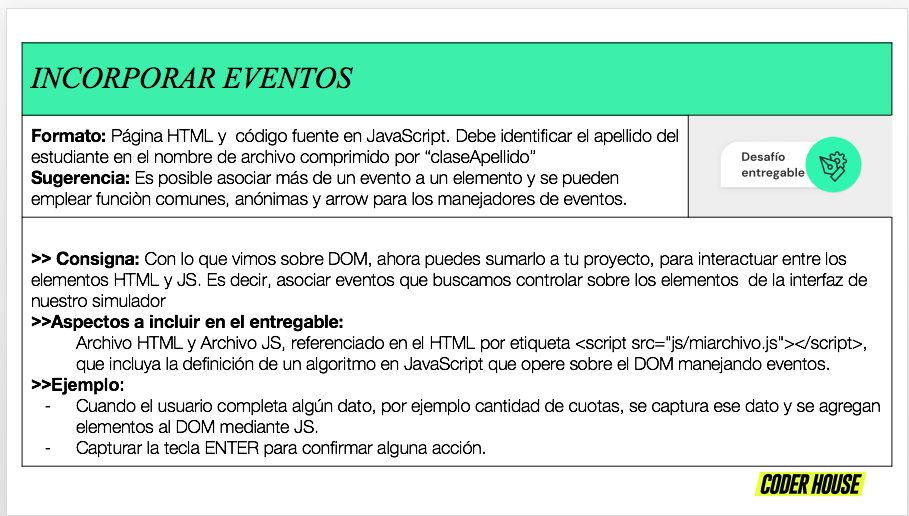 INCORPORAR EVENTOS
Formato: Página HTML y  código fuente en JavaScript. Debe identificar el apellido del
estudiante en el nombre de archivo comprimido por “claseApellido”
Sugerencia: Es posible asociar más de un evento a un elemento y se pueden
emplear funciòn comunes, anónimas y arrow para los manejadores de eventos.
Desafío
entregable
>> Consigna: Con lo que vimos sobre DOM, ahora puedes sumarlo a tu proyecto, para interactuar entre los
elementos HTML y JS. Es decir, asociar eventos que buscamos controlar sobre los elementos  de la interfaz de
nuestro simulador
>>Aspectos a incluir en el entregable:
Archivo HTML y Archivo JS, referenciado en el HTML por etiqueta <script src="js/miarchivo.js"></script>,
que incluya la definición de un algoritmo en JavaScript que opere sobre el DOM manejando eventos.
>>Ejemplo:
- Cuando el usuario completa algún dato, por ejemplo cantidad de cuotas, se captura ese dato y se agregan
elementos al DOM mediante JS.
- Capturar la tecla ENTER para confirmar alguna acción.
CODER HOUSE